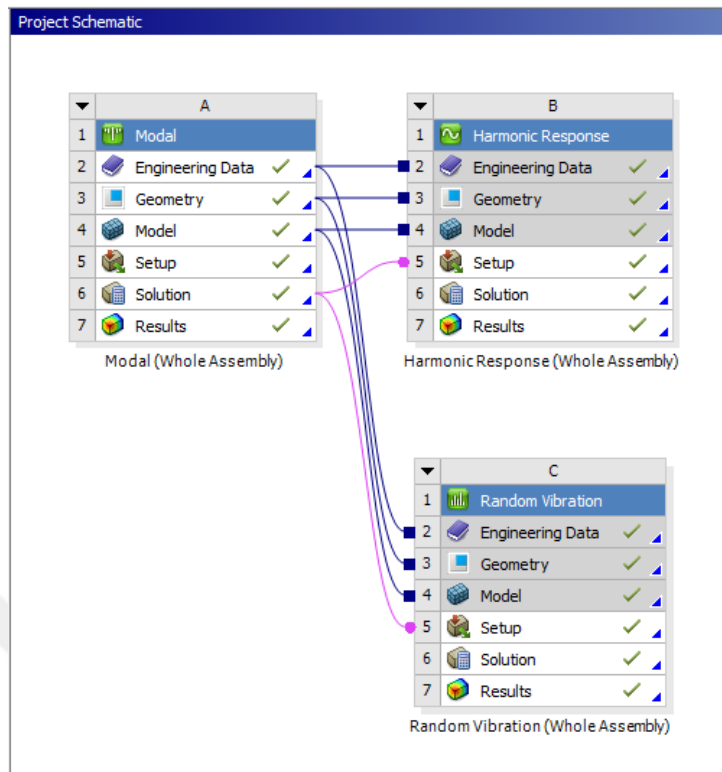 Project Schematic
A
1 Modal
2 Engineering Data
3 Geometry
4 Model
5 Setup
6 Solution
7 Results
Modal (Whole Assembly)
B
1 Harmonic Response
2 Engineering Data
3 Geometry
4 Model
5 Setup
6 Solution
7 Results
Harmonic Response (Whole Assembly)
C
1 Random Vibration
2 Engineering Data
3 Geometry
4 Model
5 Setup
6 Solution
7 Results
Random Vibration (Whole Assembly)